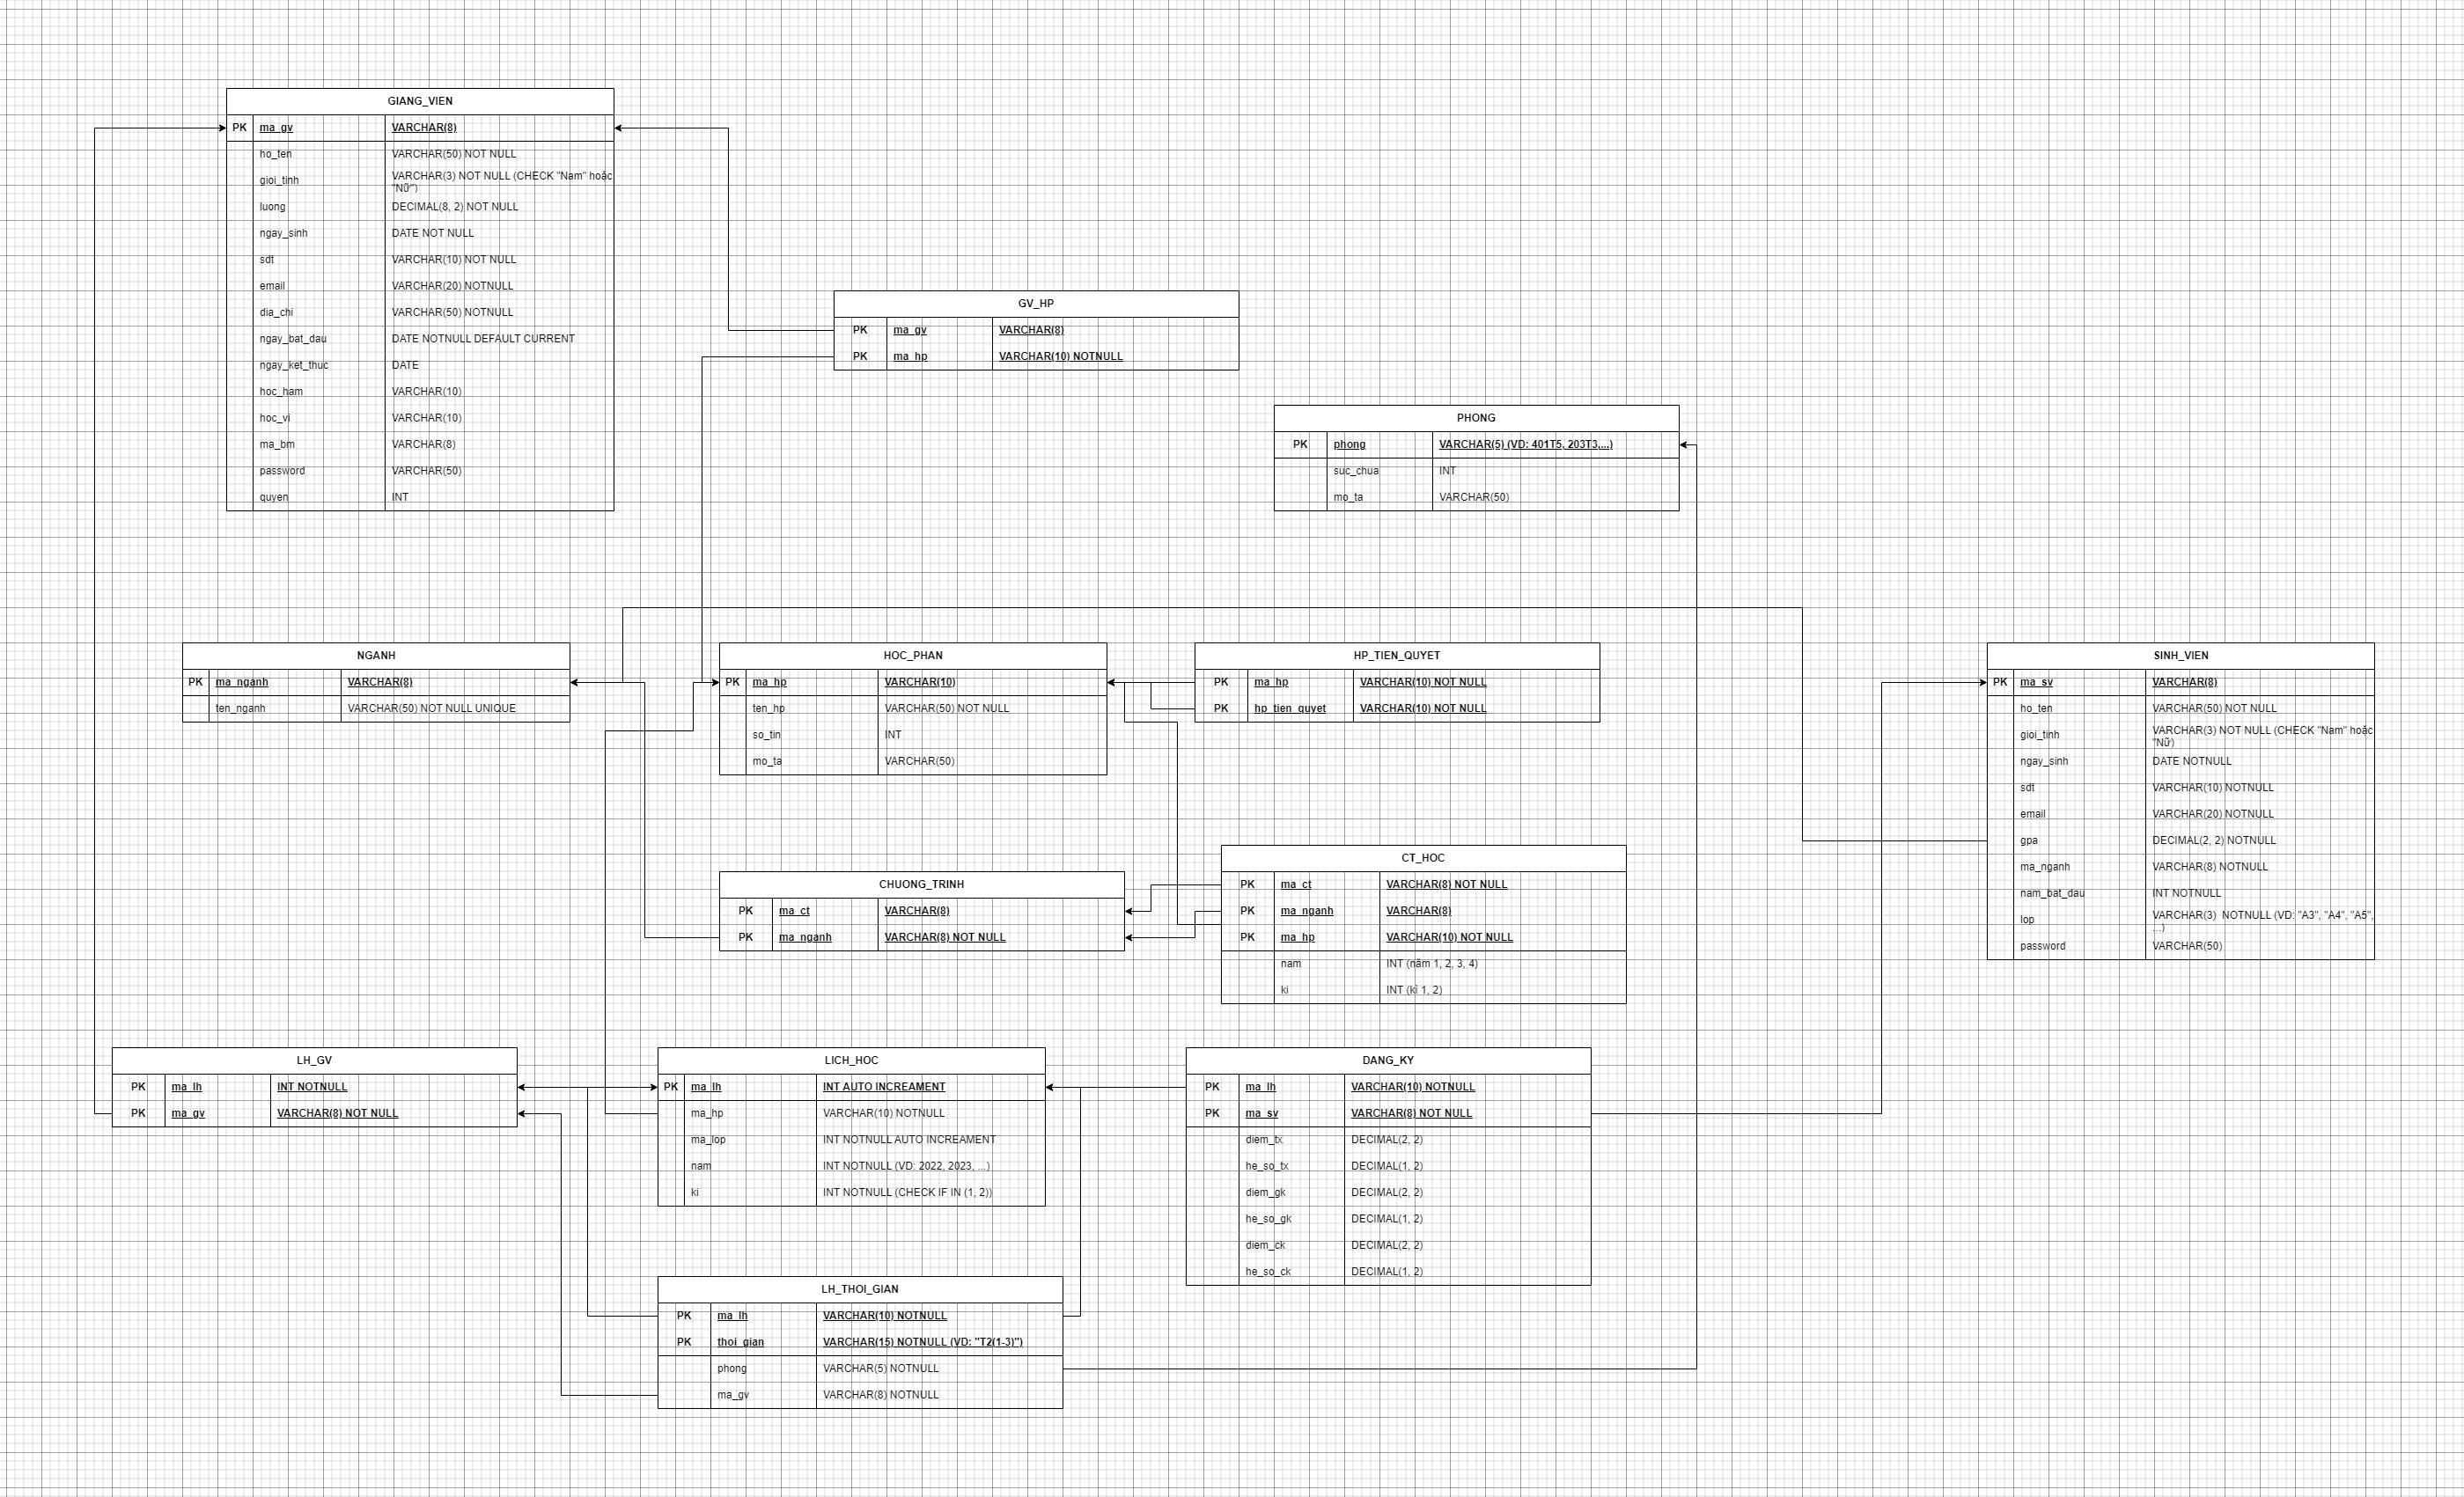 GIANG_VIEN
PK ma_gv VARCHAR(8)
ho_ten VARCHAR(50) NOT NULL
gioi_tinh VARCHAR(3) NOT NULL (CHECK "Nam" hoặc
"Nữ")
luong DECIMAL(8, 2) NOT NULL
ngay_sinh DATE NOT NULL
sdt VARCHAR(10) NOT NULL
email VARCHAR(20) NOTNULL
dia_chi VARCHAR(50) NOTNULL
ngay_bat_dau DATE NOTNULL DEFAULT CURRENT
ngay_ket_thuc DATE
hoc_ham VARCHAR(10)
hoc_vi VARCHAR(10)
ma_bm VARCHAR(8)
password VARCHAR(50)
quyen INT
GV_HP
PK ma_gv VARCHAR(8)
PK ma_hp VARCHAR(10) NOTNULL
PHONG
PK phong VARCHAR(5) (VD: 401T5, 203T3,...)
suc_chua INT
mo_ta VARCHAR(50)
NGANH
PK ma_nganh VARCHAR(8)
ten_nganh VARCHAR(50) NOT NULL UNIQUE
HOC_PHAN
PK ma_hp VARCHAR(10)
ten_hp VARCHAR(50) NOT NULL
so_tin INT
mo_ta VARCHAR(50)
HP_TIEN_QUYET
PK ma_hp VARCHAR(10) NOT NULL
PK hp_tien_quyet VARCHAR(10) NOT NULL
SINH_VIEN
PK ma_sv VARCHAR(8)
ho_ten VARCHAR(50) NOT NULL
gioi_tinh VARCHAR(3) NOT NULL (CHECK "Nam" hoặc
"Nữ)
ngay_sinh DATE NOTNULL
sdt VARCHAR(10) NOTNULL
email VARCHAR(20) NOTNULL
gpa DECIMAL(2, 2) NOTNULL
ma_nganh VARCHAR(8) NOTNULL
nam_bat_dau INT NOTNULL
lop VARCHAR(3) NOTNULL (VD: "A3", "A4", "A5",
...)
password VARCHAR(50)
CHUONG_TRINH
PK ma_ct VARCHAR(8)
PK ma_nganh VARCHAR(8) NOT NULL
CT_HOC
PK ma_ct VARCHAR(8) NOT NULL
PK ma_nganh VARCHAR(8)
PK ma_hp VARCHAR(10) NOT NULL
nam INT (năm 1, 2, 3, 4)
ki INT (kì 1, 2)
LH_GV
PK ma_lh INT NOTNULL
PK ma_gv VARCHAR(8) NOT NULL
LICH_HOC
PK ma_lh INT AUTO INCREAMENT
ma_hp VARCHAR(10) NOTNULL
ma_lop INT NOTNULL AUTO INCREAMENT
nam INT NOTNULL (VD: 2022, 2023, ...)
ki INT NOTNULL (CHECK IF IN (1, 2))
DANG_KY
PK ma_lh VARCHAR(10) NOTNULL
PK ma_sv VARCHAR(8) NOT NULL
diem_tx DECIMAL(2, 2)
he_so_tx DECIMAL(1, 2)
diem_gk DECIMAL(2, 2)
he_so_gk DECIMAL(1, 2)
diem_ck DECIMAL(2, 2)
he_so_ck DECIMAL(1, 2)
LH_THOI_GIAN
PK ma_lh VARCHAR(10) NOTNULL
PK thoi_gian VARCHAR(15) NOTNULL (VD: "T2(1-3)")
phong VARCHAR(5) NOTNULL
ma_gv VARCHAR(8) NOTNULL